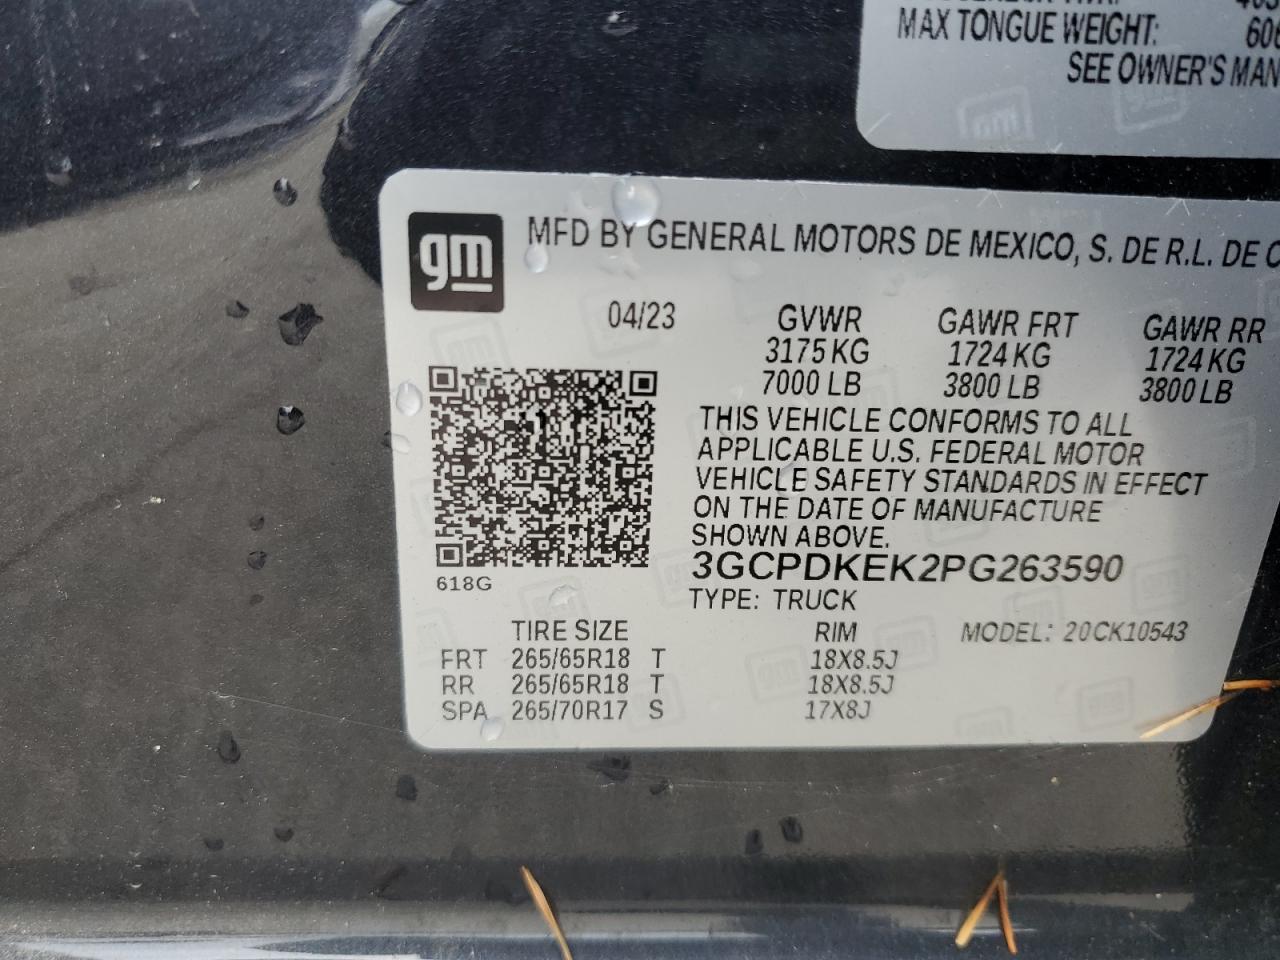 MAX TONGUE WEIGHT:
SEE OWNER'S MAN
gm
MFD BY GENERAL MOTORS DE MEXICO, S. DE R.L. DE C
04/23 GVWR GAWR FRT GAWR RR
3175 KG 1724 KG 1724 KG
7000 LB 3800 LB 3800 LB
THIS VEHICLE CONFORMS TO ALL
APPLICABLE U.S. FEDERAL MOTOR
VEHICLE SAFETY STANDARDS IN EFFECT
ON THE DATE OF MANUFACTURE
SHOWN ABOVE.
3GCPDKEK2PG263590
618G
TYPE: TRUCK
TIRE SIZE RIM MODEL: 20CK10543
FRT 265/65R18 T 18X8.5J
RR 265/65R18 T 18X8.5J
SPA 265/70R17 S 17X8J